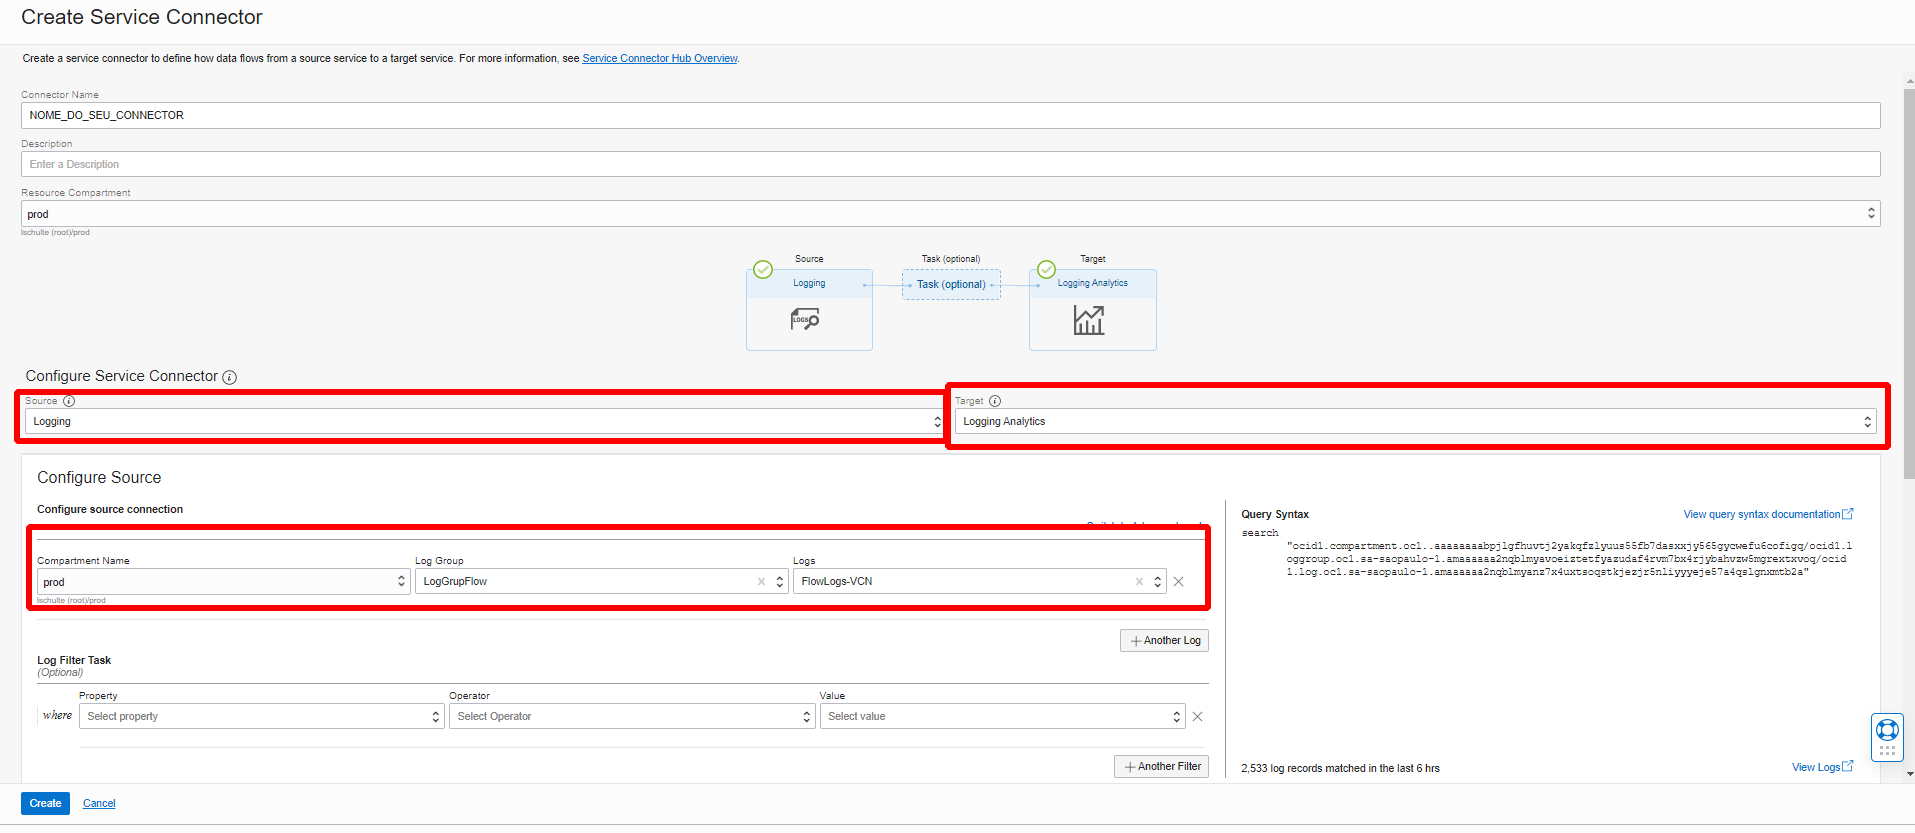 Create Service Connector
Create a service connector to define how data flows from a source service to a target service. For more information, see Service Connector Hub Overview.
Connector Name
NOME_DO_SEU_CONNECTOR
Description
Enter a Description
Resource Compartment
prod
lschulte (root)/prod
Source
Task (optional)
Target
Logging
Task (optional)
Logging Analytics
LOGS
Configure Service Connector
Source
Target
Logging
Logging Analytics
Configure Source
Configure source connection
Query Syntax
View query syntax documentation
search
"ocid1.compartment.oc1..aaaaaaaabpjlgfhuvtj2yakqfzlyuus55fb7dasxxjy565gycwefu6cofigq/ocid1.l
oggroup.oc1.sa-saopaulo-1.amaaaaaa2nqblmyavoeiztetfyazudaf4rvm7bx4rjybahvzw5mgrextxvoq/ocid
1.log.oc1.sa-saopaulo-1.amaaaaaa2nqblmyanz7x4uxtsoqstkjezjr5nliyyyeje57a4qslgnxmtb2a"
Compartment Name
Log Group
Logs
prod
LogGrupFlow
FlowLogs-VCN
lschulte (root)/prod
Another Log
Log Filter Task
(Optional)
Property
Operator
Value
where
Select property
Select Operator
Select value
Another Filter
2,533 log records matched in the last 6 hrs
View Logs
Create
Cancel